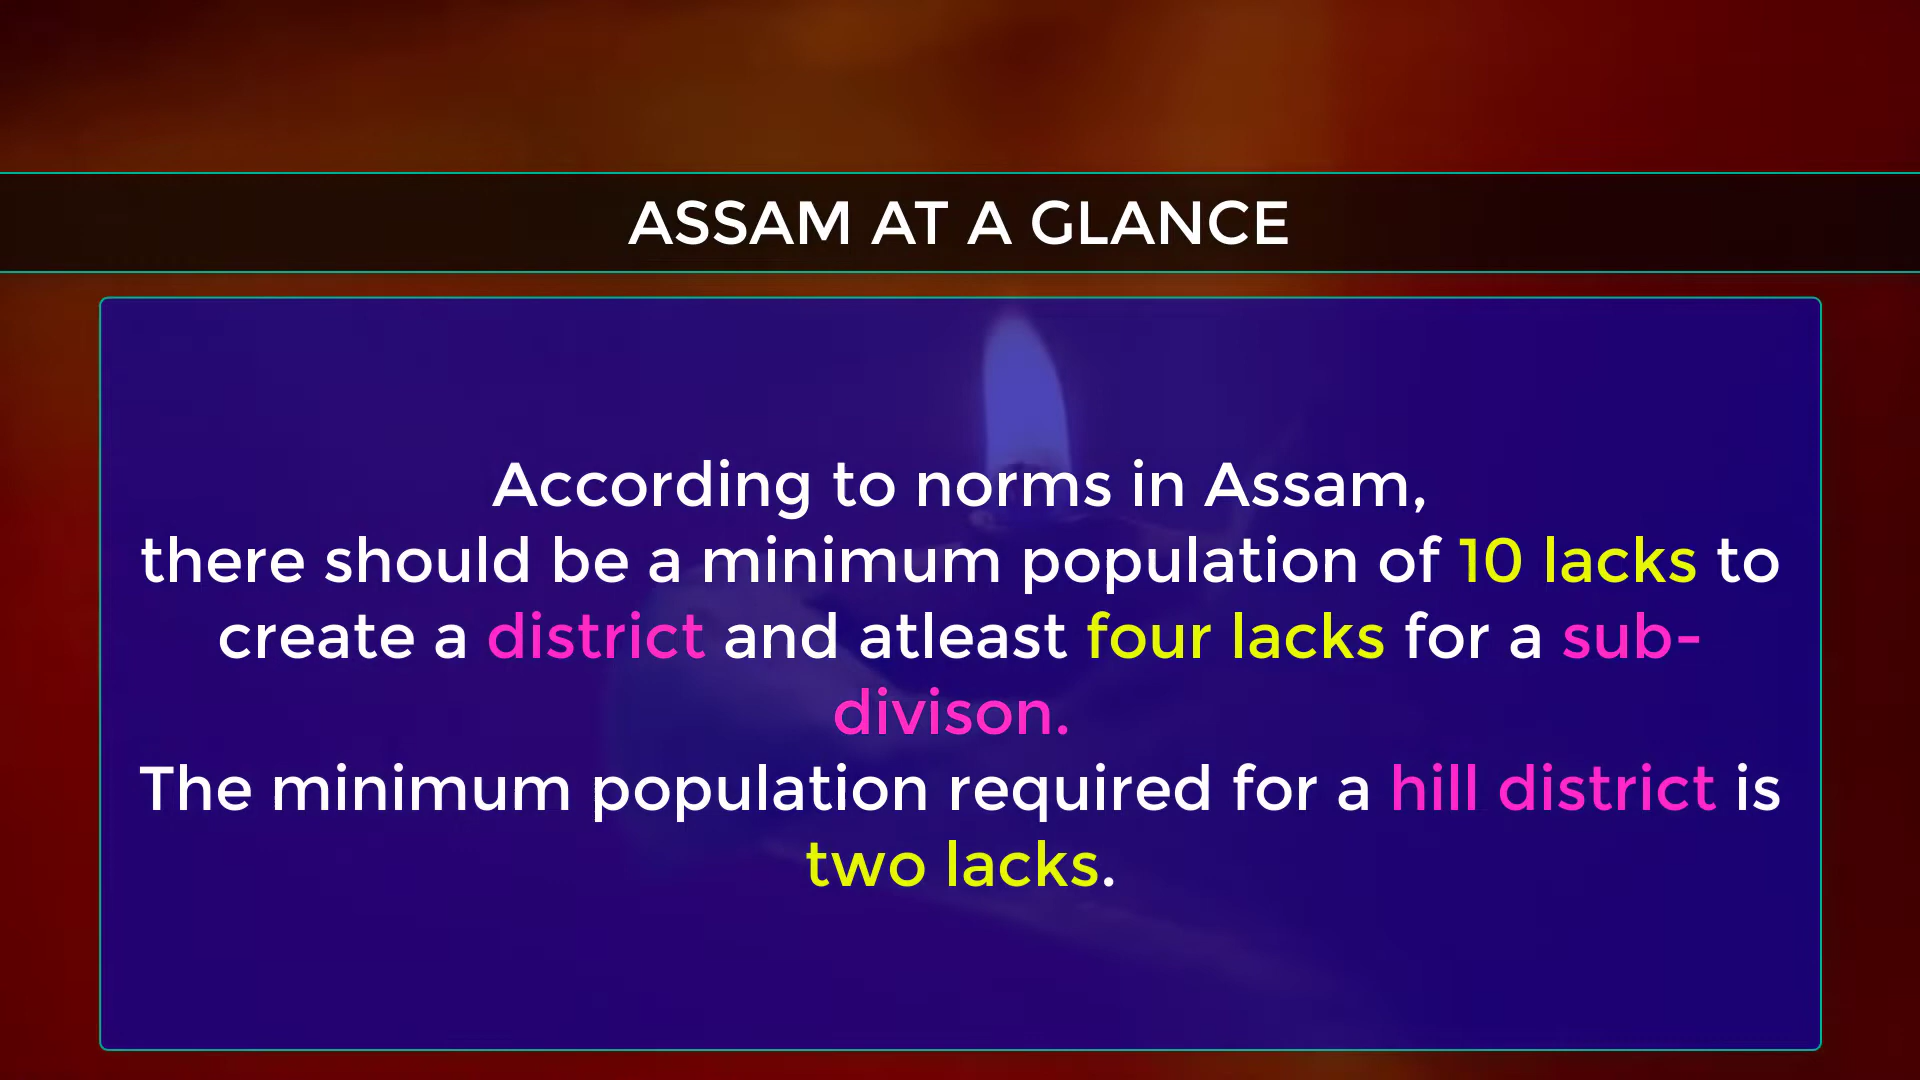 ASSAM AT A GLANCE
According to norms in Assam,
there should be a minimum population of 10 lacks to
create a district and atleast four lacks for a sub-
divison.
The minimum population required for a hill district is
two lacks.